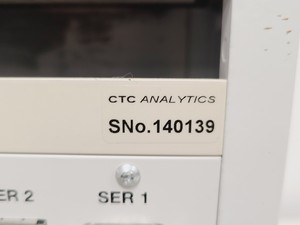 CTC ANALYTICS
SNo.140139
ER 2
SER 1